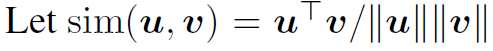 Let sim(𝒖, 𝒗) = 𝒖⊤𝒗/‖𝒖‖‖𝒗‖